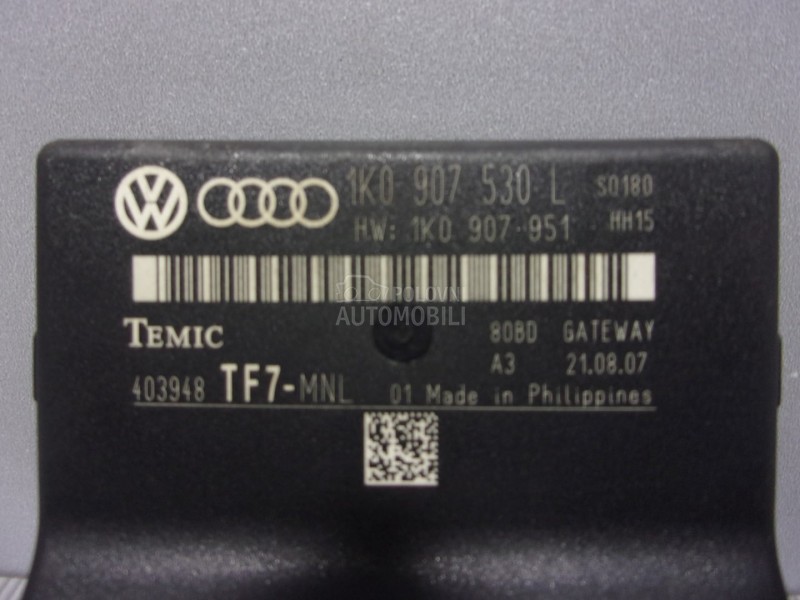 1K0 907 530 L S0180
HW: 1K0 907 951 HH15
POLOVNI
AUTOMOBILI
TEMIC 80BD GATEWAY
A3 21.08.07
403948 TF7-MNL 01 Made in Philippines